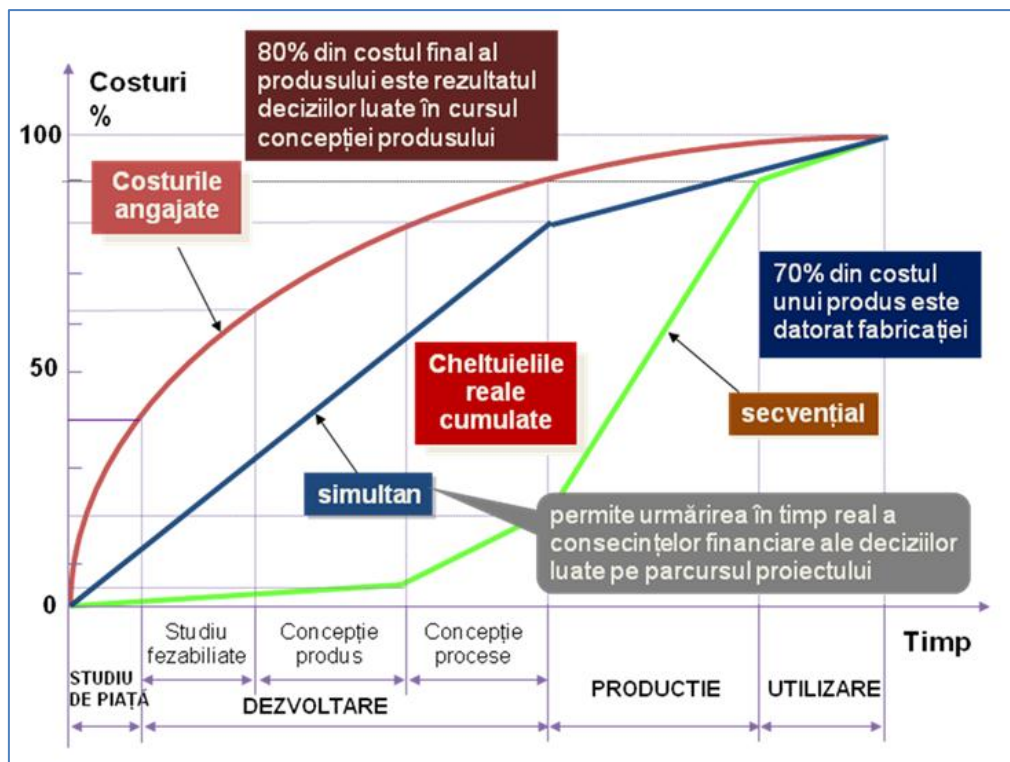 Costuri
%
80% din costul final al
produsului este rezultatul
deciziilor luate în cursul
concepției produsului
100
Costurile
angajate
70% din costul
unui produs este
datorat fabricației
50
Cheltuielile
reale
cumulate
secvențial
simultan
permite urmărirea în timp real a
consecințelor financiare ale deciziilor
luate pe parcursul proiectului
0
Timp
Studiu
fezabiliate
Concepție
produs
Concepție
procese
STUDIU
DE PIAȚĂ
DEZVOLTARE
PRODUCTIE
UTILIZARE